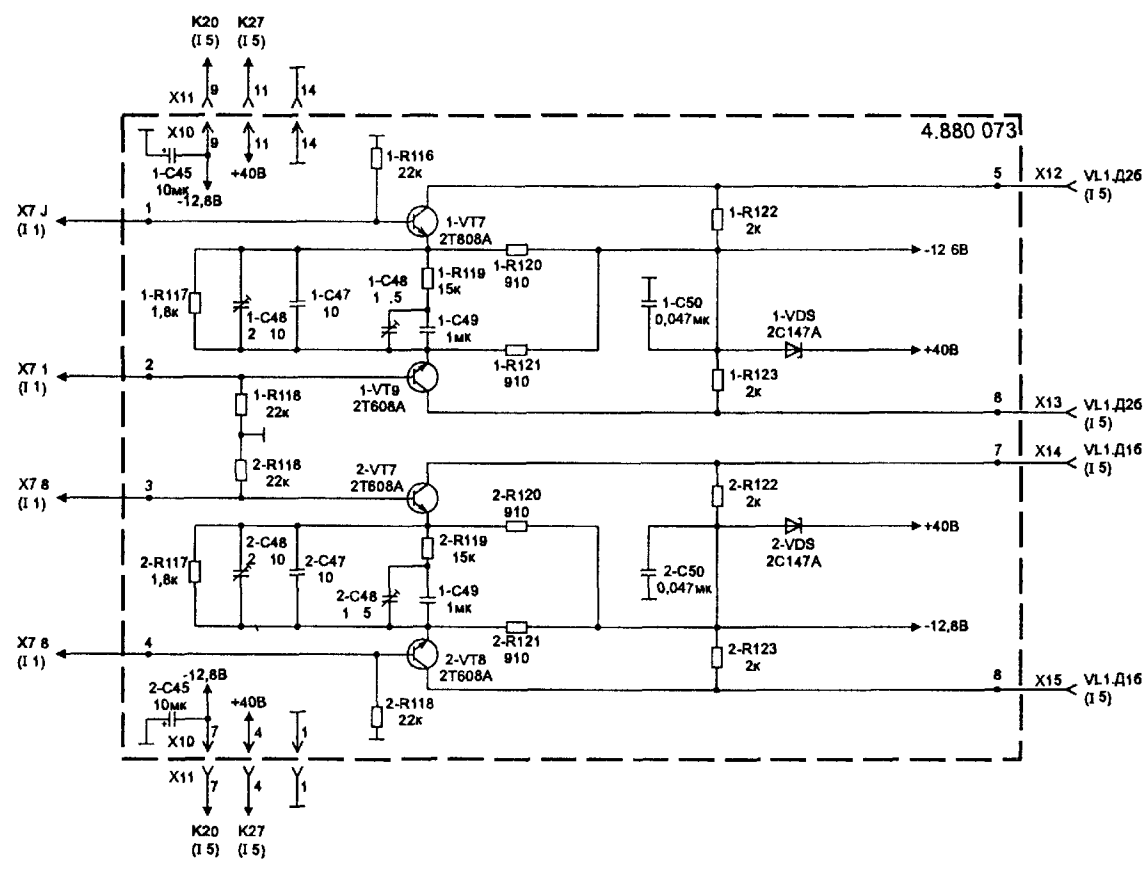 К20 К27
(I 5) (I 5)
X11 9 11 14
4.880 073
X10 9 11 14
1-C45
10мк
-12,8В
+40В
1-R116
22к
5 X12 VL1.Д2б
(I 5)
X7 J
(I 1)
1
1-VT7
2Т608А
1-R122
2к
-12 6В
1-R120
910
1-R119
15к
1-C48
1 .5
1-R117
1,8к
1-C48
2 10
1-C47
10
1-C49
1мк
1-C50
0,047мк
1-VDS
2С147А
+40В
1-R121
910
X7 1
(I 1)
2
1-VT9
2Т608А
1-R123
2к
1-R118
22к
6 X13 VL1.Д2б
(I 5)
2-R118
22к
2-VT7
2Т608А
7 X14 VL1.Д1б
(I 5)
X7 8
(I 1)
3
2-R120
910
2-R122
2к
+40В
2-VDS
2С147А
2-R119
15к
2-R117
1,8к
2-C48
2 10
2-C47
10
2-C48
1 5
1-C49
1мк
2-C50
0,047мк
-12,8В
2-R121
910
X7 8
(I 1)
4
2-VT8
2Т608А
2-R123
2к
8 X15 VL1.Д1б
(I 5)
2-C45
10мк
-12,8В
+40В
2-R118
22к
X10 7 4 1
X11 7 4 1
К20 К27
(I 5) (I 5)